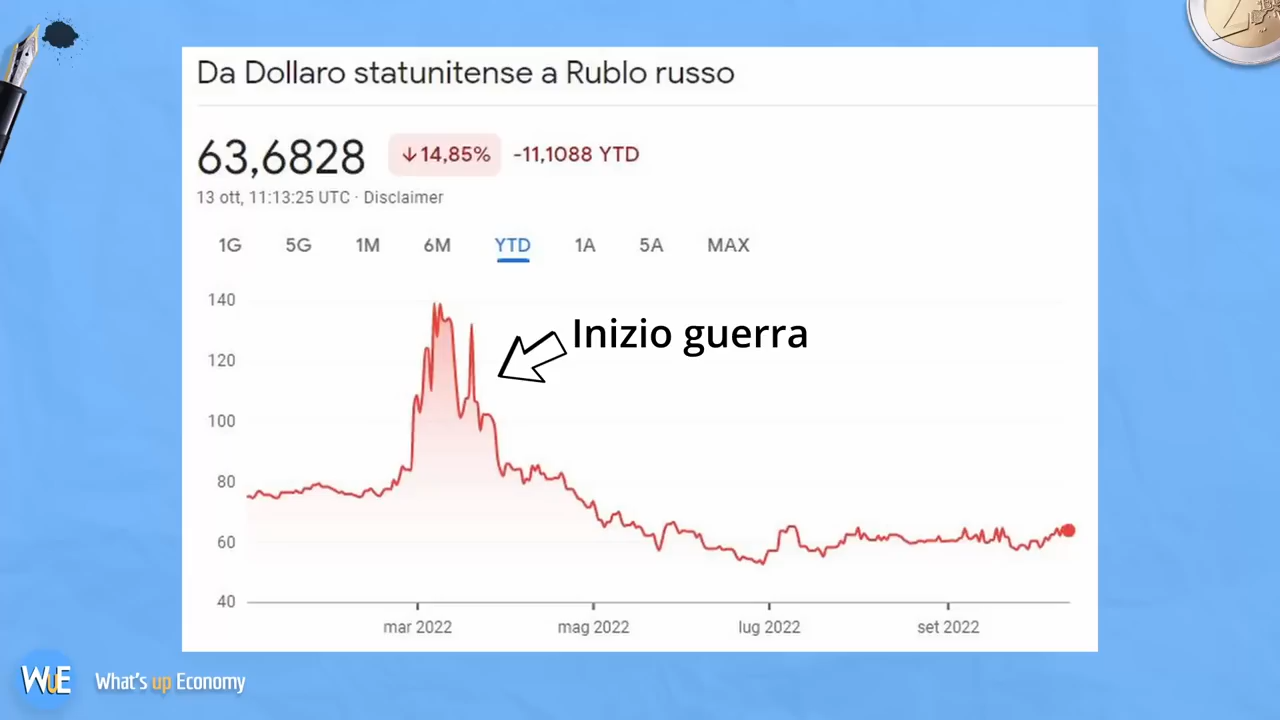 Da Dollaro statunitense a Rublo russo
63,6828 ↓14,85% -11,1088 YTD
13 ott, 11:13:25 UTC · Disclaimer
1G 5G 1M 6M YTD 1A 5A MAX
140
Inizio guerra
120
100
80
60
40
mar 2022 mag 2022 lug 2022 set 2022
WuE What's up Economy